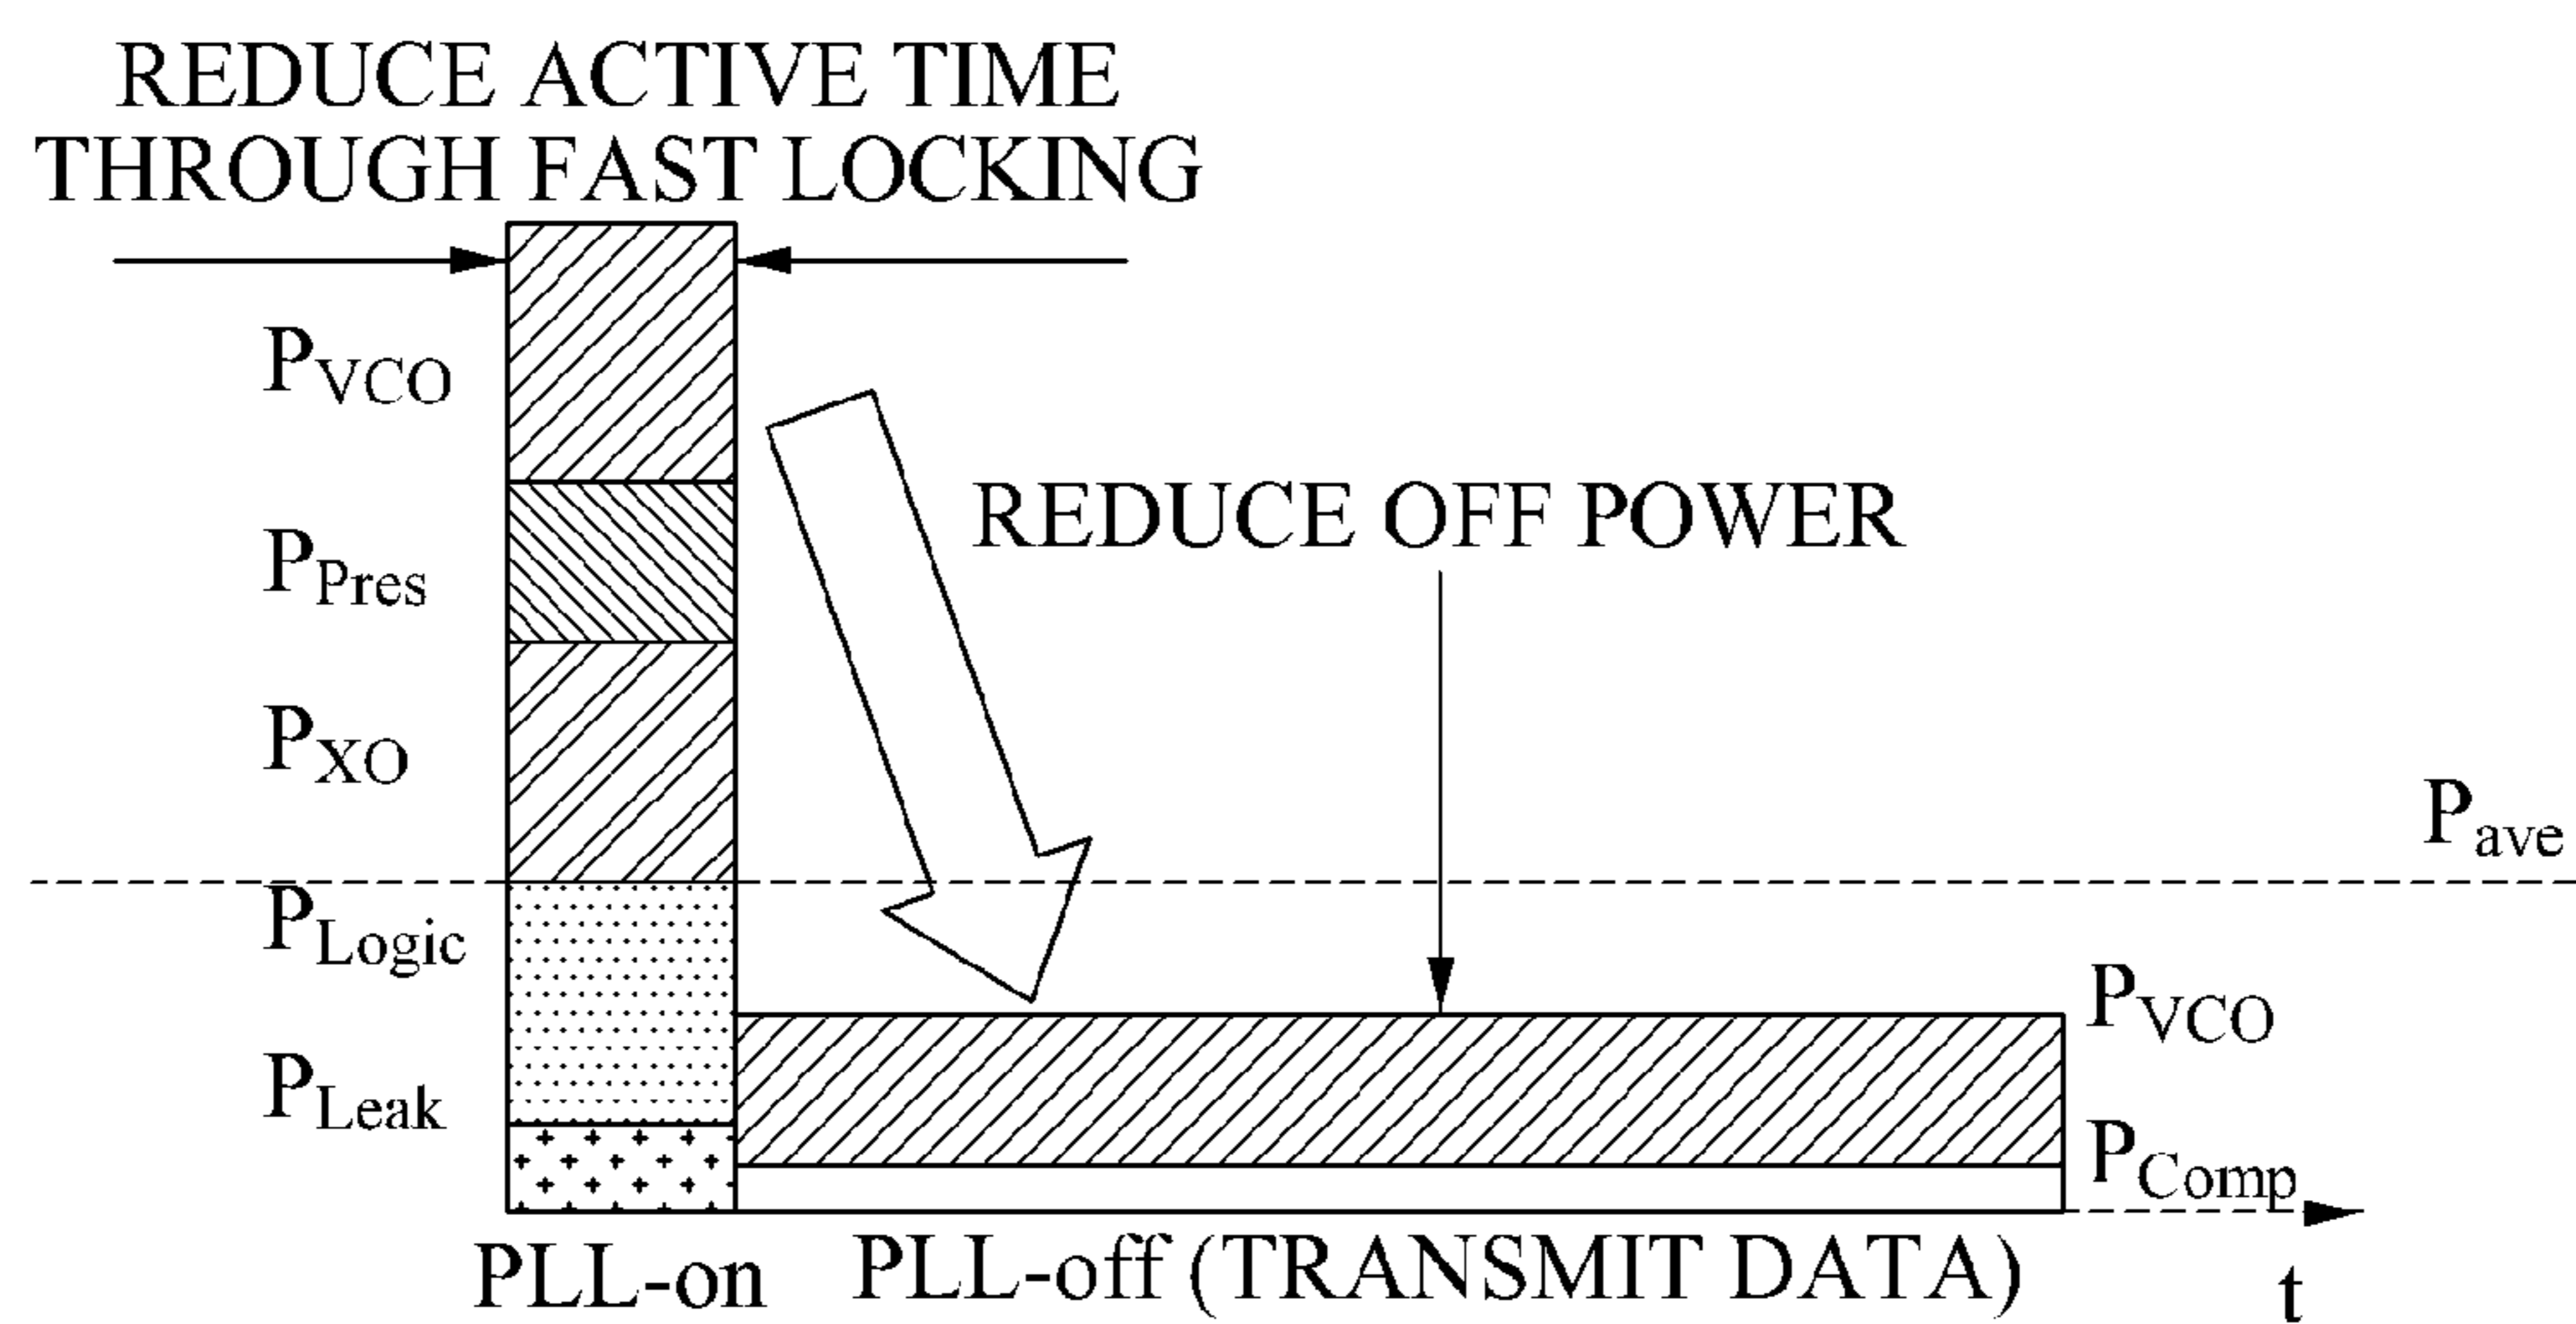 REDUCE ACTIVE TIME
THROUGH FAST LOCKING
PVCO
PPres
REDUCE OFF POWER
PXO
Pave
PLogic
PVCO
PLeak
PComp
PLL-on
PLL-off (TRANSMIT DATA)
t